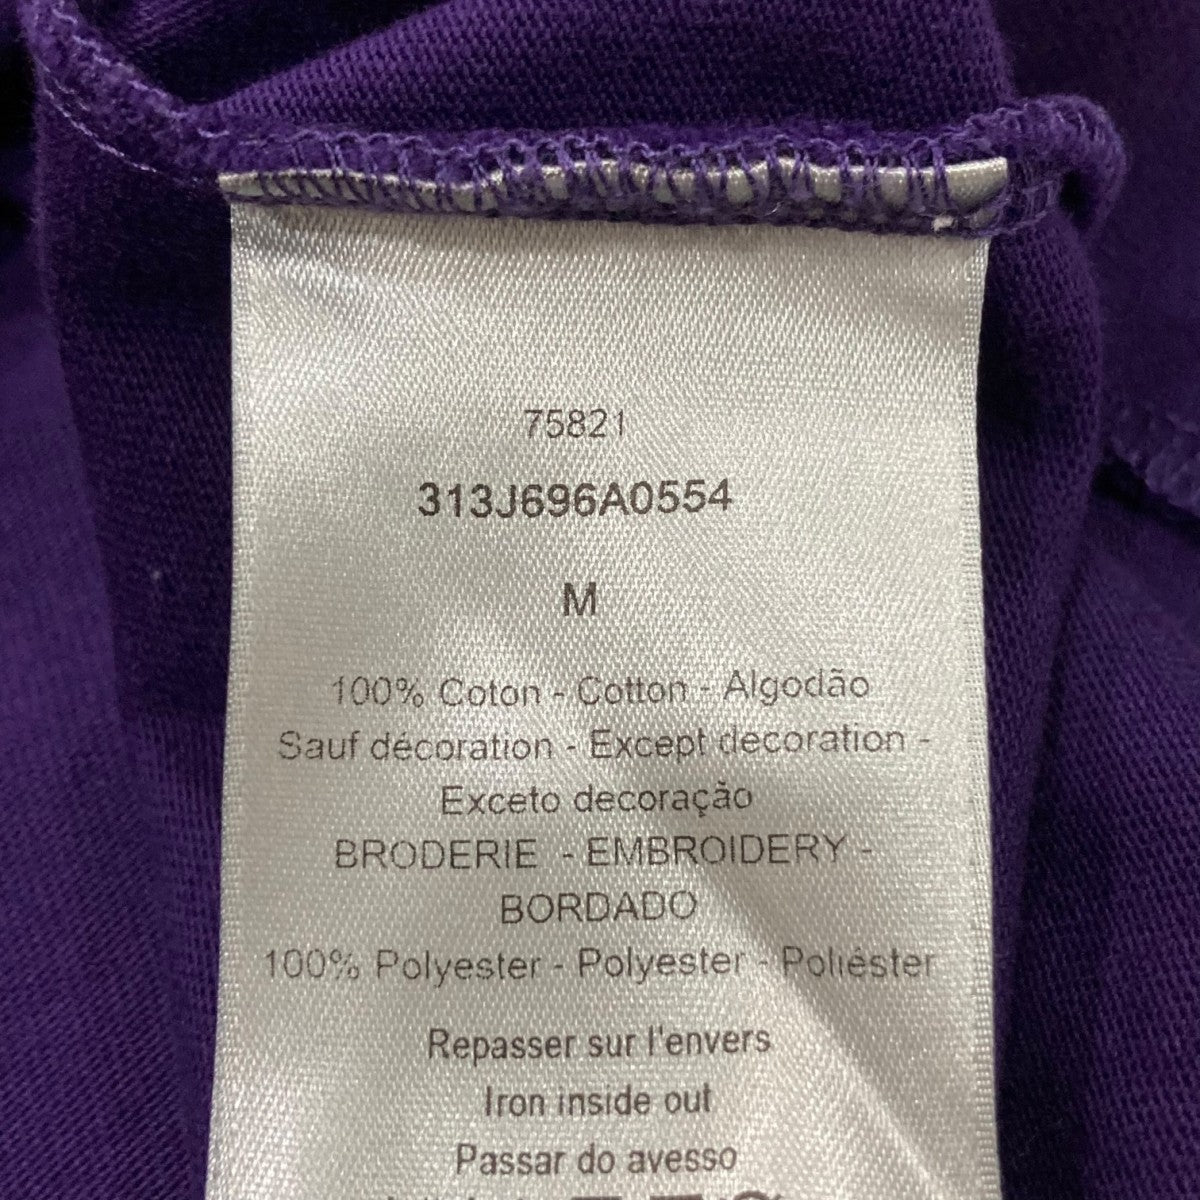 75821
313J696A0554
M
100% Coton - Cotton - Algodão
Sauf décoration - Except decoration -
Exceto decoração
BRODERIE - EMBROIDERY -
BORDADO
100% Polyester - Polyester - Poliéster
Repasser sur l'envers
Iron inside out
Passar do avesso